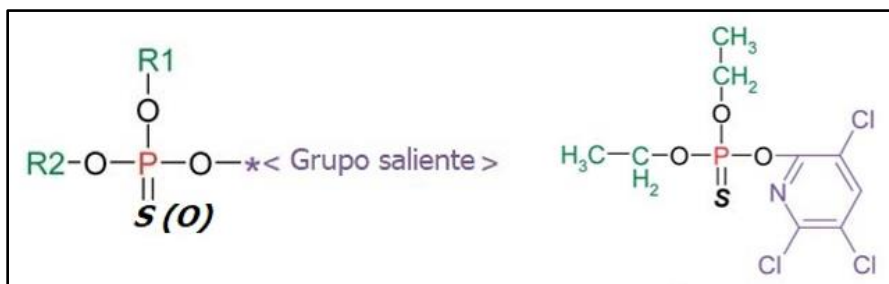 R1
O
R2-O-P-O-*< Grupo saliente >
S (O)
CH3
CH2
O
H3C-C-O-P-O
H2
S
N
Cl
Cl
Cl